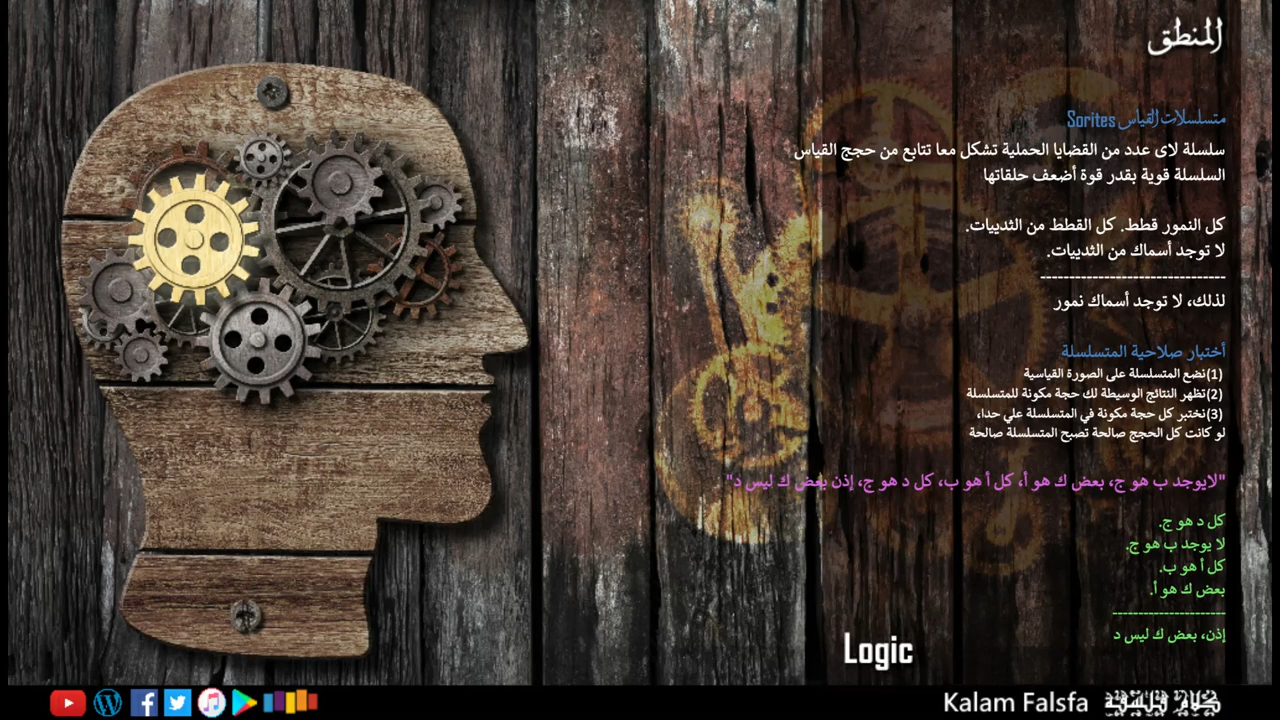 المنطق
متسلسلات القياس Sorites
سلسلة لاى عدد من القضايا الحملية تشكل معا تتابع من حجج القياس
السلسلة قوية بقدر قوة أضعف حلقاتها
كل النمور قطط. كل القطط من الثدييات.
لا توجد أسماك من الثدييات.
------------------------------
لذلك، لا توجد أسماك نمور
أختبار صلاحية المتسلسلة
(1)نضع المتسلسلة على الصورة القياسية
(2)تظهر النتائج الوسيطة لك حجة مكونة للمتسلسلة
(3)نختبر كل حجة مكونة في المتسلسلة علي حدا،
لو كانت كل الحجج صالحة تصبح المتسلسلة صالحة
"لايوجد ب هو ج، بعض ك هو أ، كل أ هو ب، كل د هو ج، إذن بعض ك ليس د"
كل د هو ج.
لا يوجد ب هو ج.
كل أ هو ب.
بعض ك هو أ.
----------------------
إذن، بعض ك ليس د
Logic
Kalam Falsfa كلام فلسفة